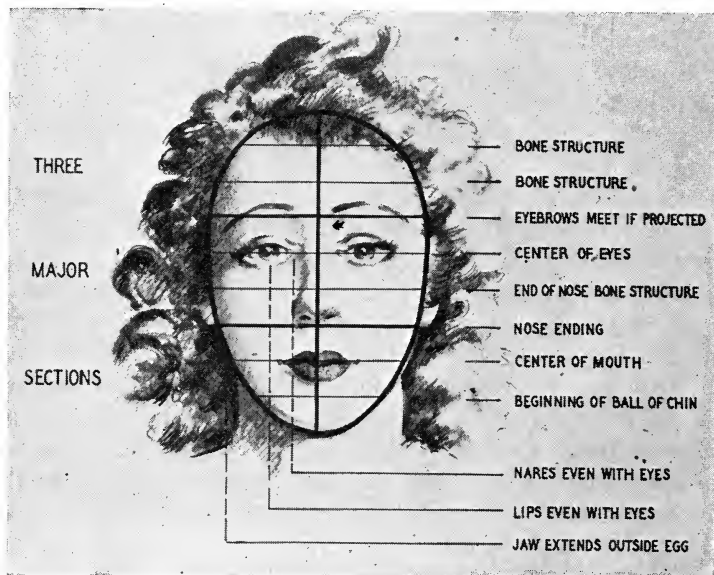 THREE
MAJOR
SECTIONS
BONE STRUCTURE
BONE STRUCTURE
EYEBROWS MEET IF PROJECTED
CENTER OF EYES
END OF NOSE BONE STRUCTURE
NOSE ENDING
CENTER OF MOUTH
BEGINNING OF BALL OF CHIN
NARES EVEN WITH EYES
LIPS EVEN WITH EYES
JAW EXTENDS OUTSIDE EGG